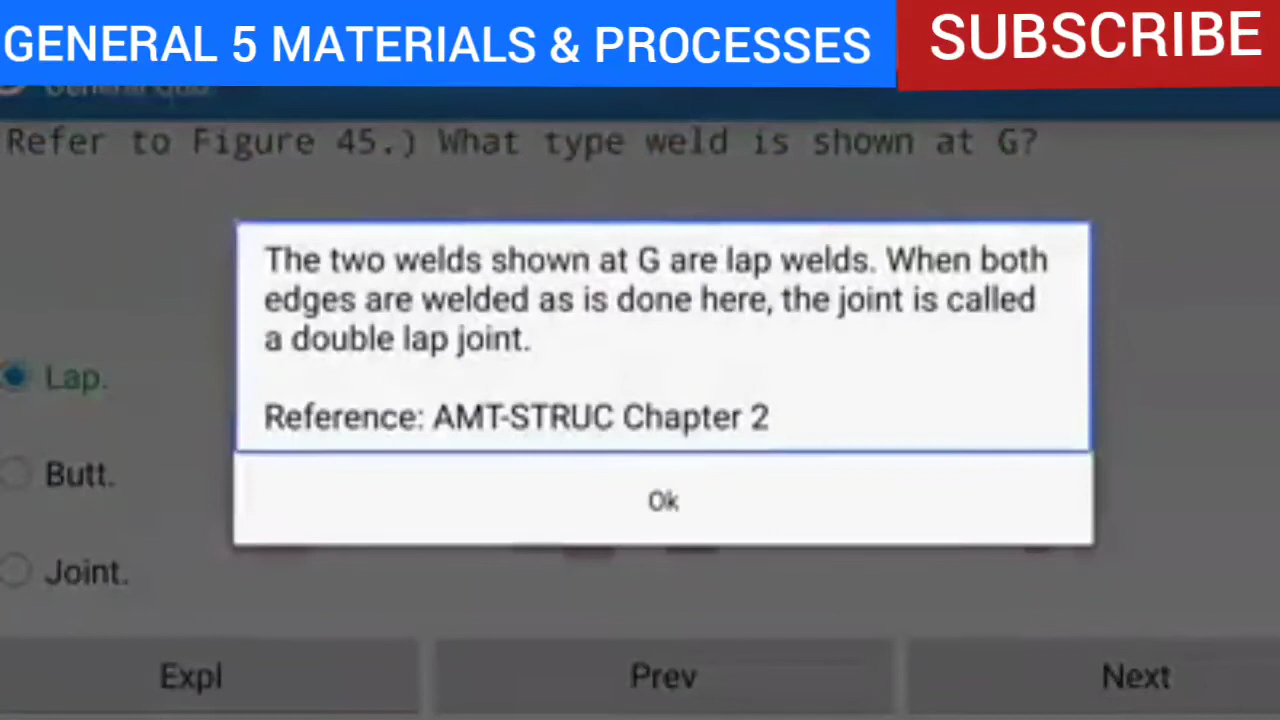 GENERAL 5 MATERIALS & PROCESSES
SUBSCRIBE
Refer to Figure 45.) What type weld is shown at G?
The two welds shown at G are lap welds. When both
edges are welded as is done here, the joint is called
a double lap joint.
Reference: AMT-STRUC Chapter 2
Ok
Lap.
Butt.
Joint.
Expl
Prev
Next